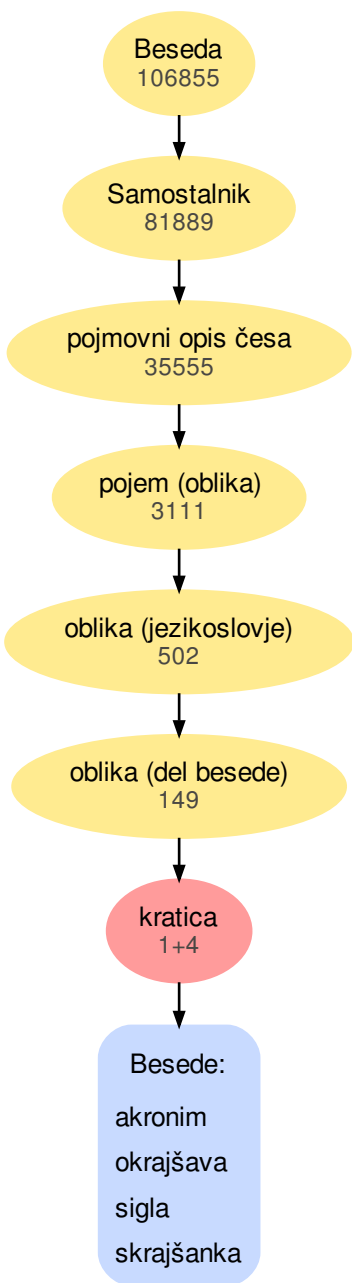 Beseda
106855
Samostalnik
81889
pojmovni opis česa
35555
pojem (oblika)
3111
oblika (jezikoslovje)
502
oblika (del besede)
149
kratica
1+4
Besede:
akronim
okrajšava
sigla
skrajšanka